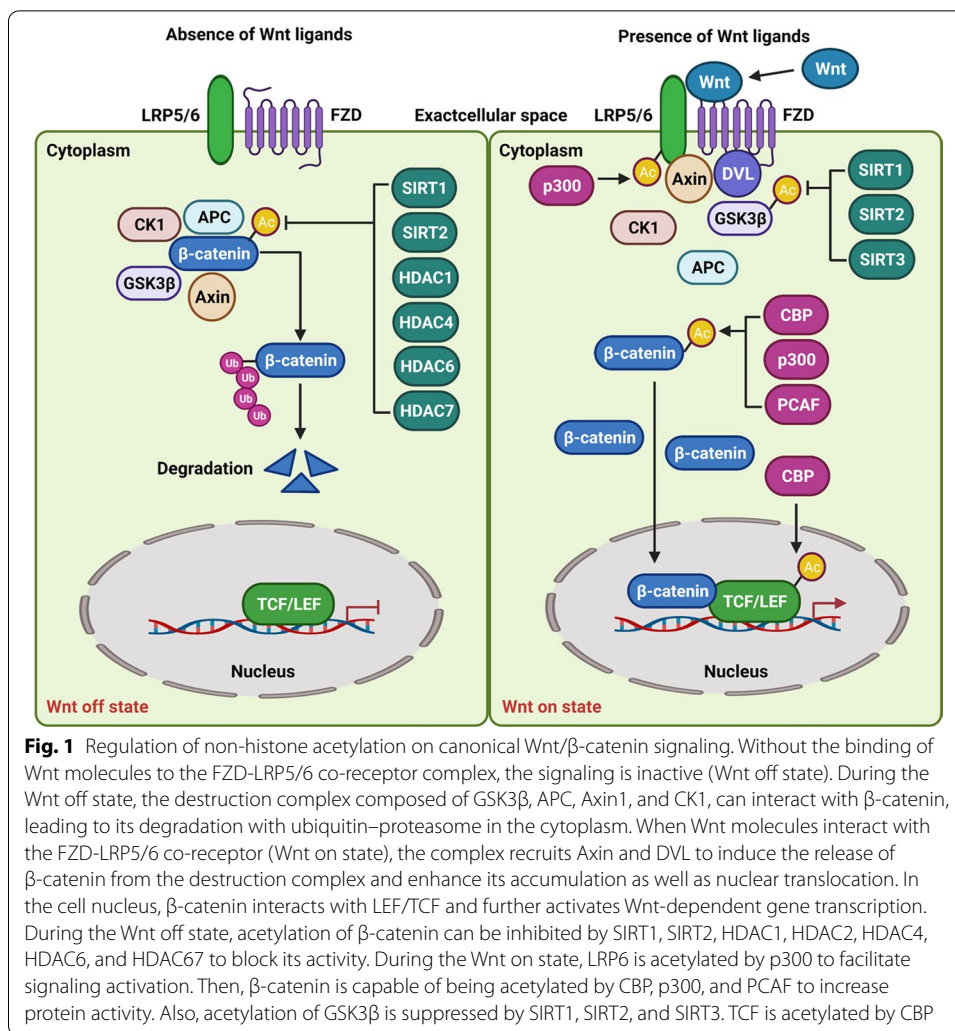 Absence of Wnt ligands
Presence of Wnt ligands
LRP5/6
FZD
Exactcellular space
LRP5/6
Wnt
Wnt
FZD
Cytoplasm
CK1
APC
Ac
β-catenin
GSK3β
Axin
SIRT1
SIRT2
HDAC1
HDAC4
HDAC6
HDAC7
Ub
Ub
Ub
Ub
β-catenin
Degradation
TCF/LEF
Nucleus
Wnt off state
Cytoplasm
p300
Ac
Axin
DVL
GSK3β
Ac
SIRT1
SIRT2
SIRT3
CK1
APC
β-catenin
Ac
CBP
p300
PCAF
β-catenin
β-catenin
CBP
β-catenin
TCF/LEF
Ac
Nucleus
Wnt on state
Fig. 1 Regulation of non-histone acetylation on canonical Wnt/β-catenin signaling. Without the binding of
Wnt molecules to the FZD-LRP5/6 co-receptor complex, the signaling is inactive (Wnt off state). During the
Wnt off state, the destruction complex composed of GSK3β, APC, Axin1, and CK1, can interact with β-catenin,
leading to its degradation with ubiquitin–proteasome in the cytoplasm. When Wnt molecules interact with
the FZD-LRP5/6 co-receptor (Wnt on state), the complex recruits Axin and DVL to induce the release of
β-catenin from the destruction complex and enhance its accumulation as well as nuclear translocation. In
the cell nucleus, β-catenin interacts with LEF/TCF and further activates Wnt-dependent gene transcription.
During the Wnt off state, acetylation of β-catenin can be inhibited by SIRT1, SIRT2, HDAC1, HDAC2, HDAC4,
HDAC6, and HDAC67 to block its activity. During the Wnt on state, LRP6 is acetylated by p300 to facilitate
signaling activation. Then, β-catenin is capable of being acetylated by CBP, p300, and PCAF to increase
protein activity. Also, acetylation of GSK3β is suppressed by SIRT1, SIRT2, and SIRT3. TCF is acetylated by CBP